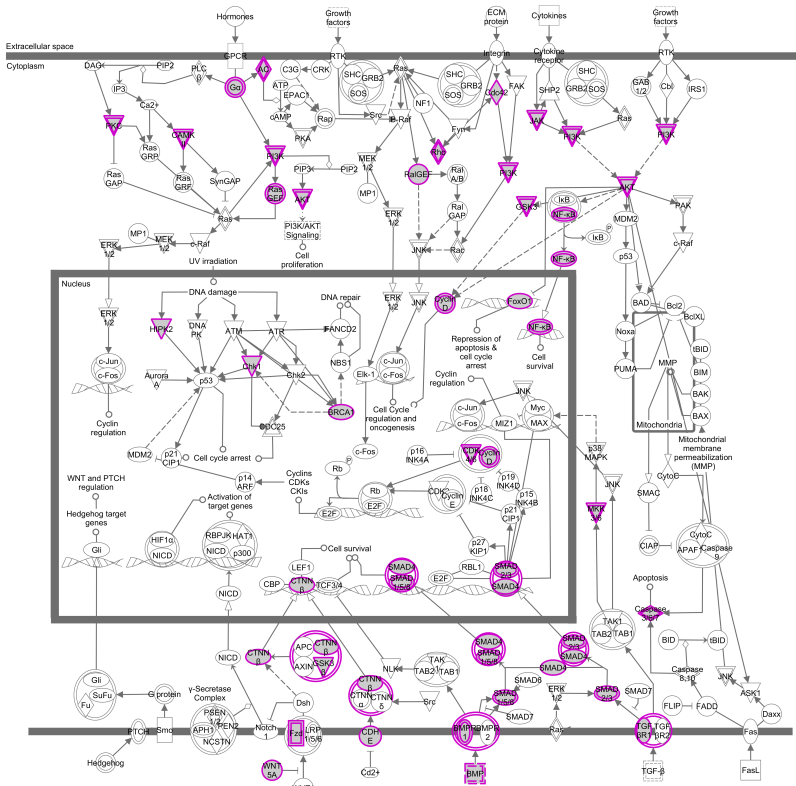 Hormones
Growth
factors
ECM
protein
Cytokines
Growth
factors
Extracellular space
Cytoplasm
GPCR
RTK
Integrin
Cytokine
receptor
RTK
DAG
PIP2
PLC
β
AC
Gα
C3G
CRK
SHC
GRB2
SOS
Ras
SHC
GRB2
SOS
Cdc42
FAK
SHP2
SHC
GRB2
SOS
GAB
1/2
Cbl
IRS1
IP3
Ca2+
ATP
EPAC1
cAMP
Rap
PKA
Src
B-Raf
NF1
Fyn
Rho
JAK
PI3K
Ras
PI3K
PKC
CAMK
II
Ras
GRP
PI3K
PIP3
PIP2
MEK
1/2
MP1
RalGEF
Ral
A/B
PI3K
AKT
Ras
GAP
Ras
GRF
SynGAP
Ras
GEF
AKT
PI3K/AKT
Signaling
Ral
GAP
GSK3
IκB
NF-κB
IκB
P
MDM2
PAK
Ras
c-Raf
MP1
MEK
1/2
ERK
1/2
UV irradiation
Cell
proliferation
ERK
1/2
JNK
Rac
NF-κB
p53
c-Raf
Nucleus
DNA damage
DNA repair
ERK
1/2
JNK
Cyclin
D
FoxO1
NF-κB
BAD
Bcl2
BclXL
ERK
1/2
HIPK2
DNA
PK
ATM
ATR
FANCD2
Repression of
apoptosis &
cell cycle
arrest
Cell
survival
Noxa
tBID
c-Jun
c-Fos
Aurora
A
p53
Chk1
Chk2
NBS1
Elk-1
c-Jun
c-Fos
Cyclin
regulation
PUMA
MMP
BIM
BAK
BAX
Cyclin
regulation
BRCA1
Cell Cycle
regulation and
oncogenesis
JNK
c-Jun
c-Fos
MIZ1
Myc
MAX
Mitochondria
CDC25
Cell cycle arrest
MDM2
p21
CIP1
c-Fos
p16
INK4A
CDK
4/6
Cyclin
D
p38
MAPK
Mitochondrial
membrane
permeabilization
(MMP)
WNT and PTCH
regulation
p14
ARF
Cyclins
CDKs
CKIs
Rb
P
Rb
E2F
CDK2
Cyclin
E
p18
INK4C
p19
INK4D
p15
INK4B
JNK
CytoC
SMAC
Hedgehog target
genes
Activation of
target genes
E2F
p21
CIP1
MKK
3/6
Gli
HIF1α
NICD
RBPJK
HAT1
NICD
p300
p27
KIP1
CIAP
CytoC
APAF1
Caspase
9
LEF1
Cell survival
CBP
CTNN
β
TCF3/4
SMAD4
SMAD
1/5/8
E2F
RBL1
SMAD
2/3
SMAD4
Apoptosis
NICD
Caspase
3/6/7
TAK1
TAB2
TAB1
NICD
CTNN
β
APC
CTNN
β
AXIN
GSK3
β
SMAD4
SMAD
1/5/8
SMAD
2/3
SMAD4
BID
tBID
Gli
SuFu
Fu
G protein
γ-Secretase
Complex
CTNN
β
CTNN
α
CTNN
δ
NLK
TAK1
TAB2
TAB1
SMAD4
SMAD6
Caspase
8,10
JNK
ASK1
PSEN
1/2
APH1
PEN2
NCSTN
Dsh
Src
SMAD
1/5/8
SMAD7
ERK
1/2
SMAD
2/3
SMAD7
FLIP
FADD
Daxx
PTCH
Smo
Notch
1
Fzd
LRP
1/5/6
CDH
E
BMPR
1
BMPR
2
Ras
TGF
βR1
TGF
βR2
Fas
Hedgehog
WNT
5A
Cd2+
BMP
TGF-β
FasL